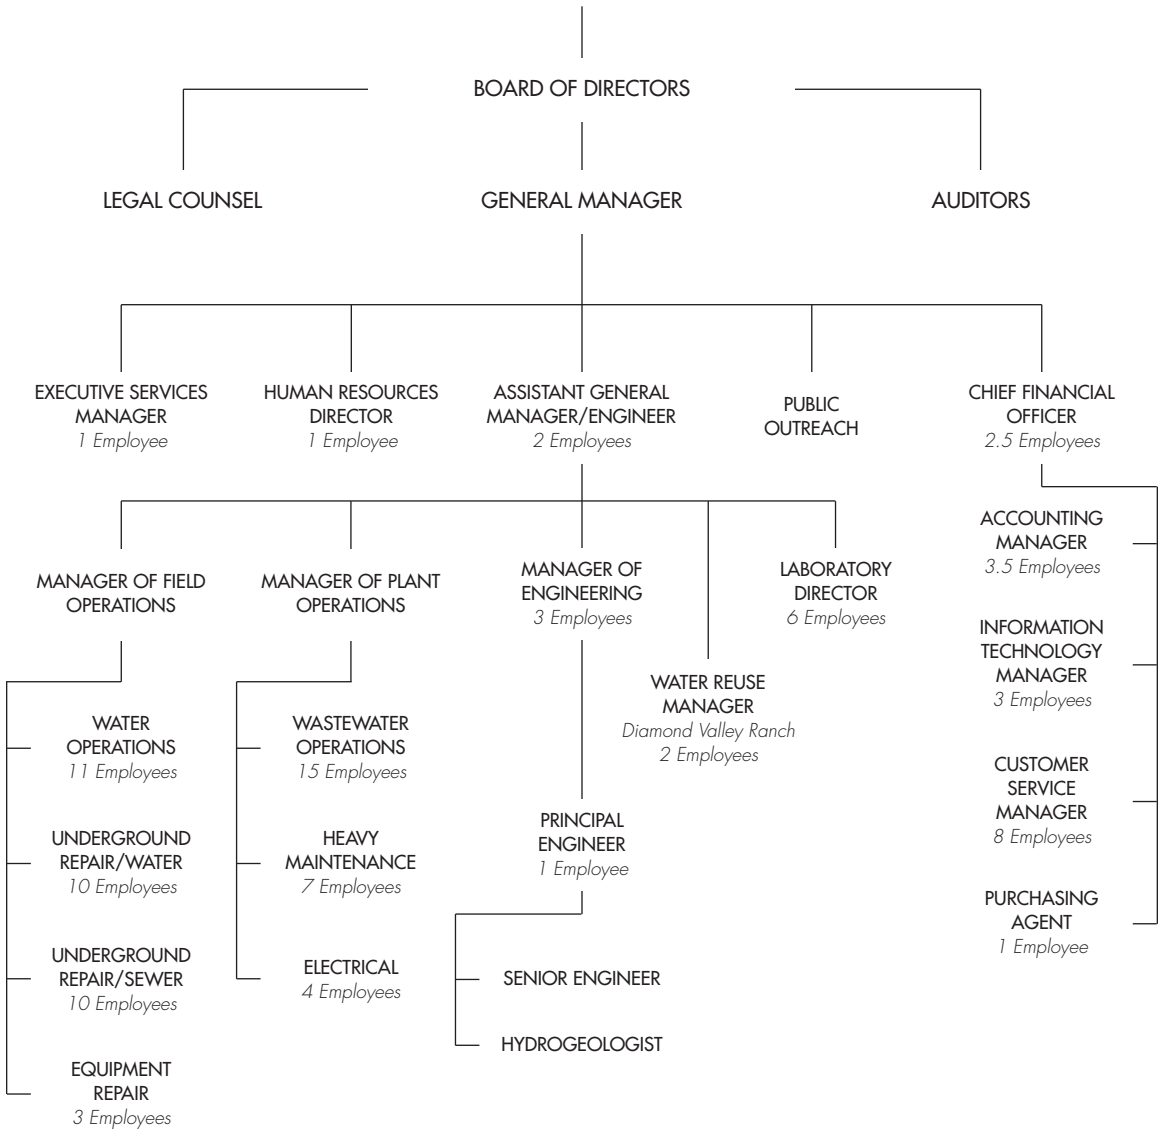 BOARD OF DIRECTORS
LEGAL COUNSEL
GENERAL MANAGER
AUDITORS
EXECUTIVE SERVICES
MANAGER
1 Employee
HUMAN RESOURCES
DIRECTOR
1 Employee
ASSISTANT GENERAL
MANAGER/ENGINEER
2 Employees
PUBLIC
OUTREACH
CHIEF FINANCIAL
OFFICER
2.5 Employees
MANAGER OF FIELD
OPERATIONS
MANAGER OF PLANT
OPERATIONS
MANAGER OF
ENGINEERING
3 Employees
LABORATORY
DIRECTOR
6 Employees
ACCOUNTING
MANAGER
3.5 Employees
INFORMATION
TECHNOLOGY
MANAGER
3 Employees
WATER REUSE
MANAGER
Diamond Valley Ranch
2 Employees
WATER
OPERATIONS
11 Employees
WASTEWATER
OPERATIONS
15 Employees
CUSTOMER
SERVICE
MANAGER
8 Employees
UNDERGROUND
REPAIR/WATER
10 Employees
HEAVY
MAINTENANCE
7 Employees
PRINCIPAL
ENGINEER
1 Employee
PURCHASING
AGENT
1 Employee
UNDERGROUND
REPAIR/SEWER
10 Employees
ELECTRICAL
4 Employees
SENIOR ENGINEER
HYDROGEOLOGIST
EQUIPMENT
REPAIR
3 Employees